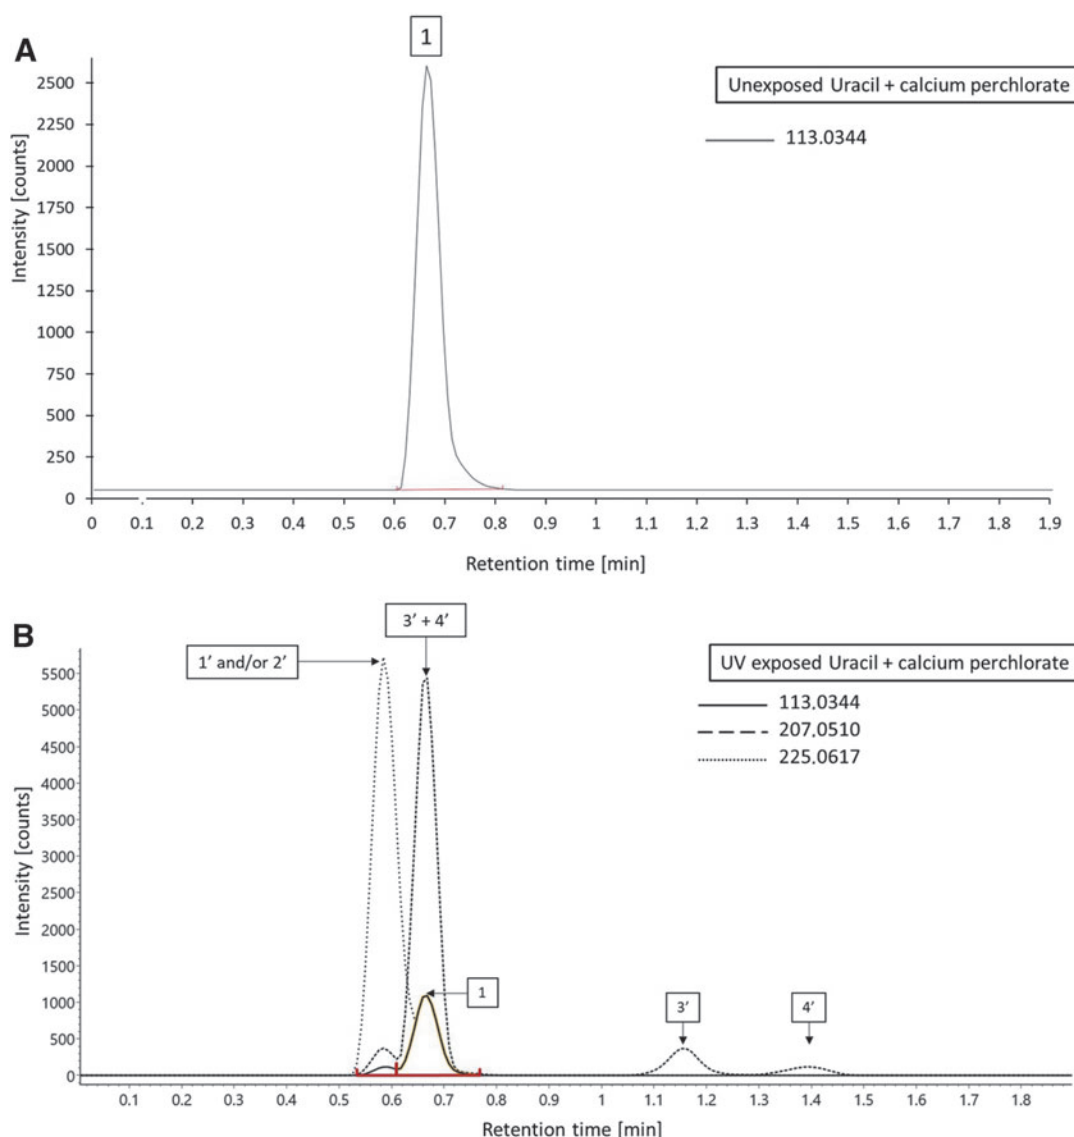 A
1
Unexposed Uracil + calcium perchlorate
113.0344
Intensity [counts]
2500
2250
2000
1750
1500
1250
1000
750
500
250
0
0 0.1 0,2 0,3 0,4 0,5 0.6 0.7 0.8 0,9 1 1,1 1,2 1.3 1.4 1.5 1.6 1.7 1,8 1,9
Retention time [min]
B
3′ + 4′
1′ and/or 2′
UV exposed Uracil + calcium perchlorate
113,0344
207,0510
225,0617
Intensity [counts]
5500
5000
4500
4000
3500
3000
2500
2000
1500
1000
500
0
1
3′
4′
0.1 0.2 0.3 0.4 0.5 0.6 0.7 0.8 0.9 1 1.1 1.2 1.3 1.4 1.5 1.6 1.7 1.8
Retention time [min]